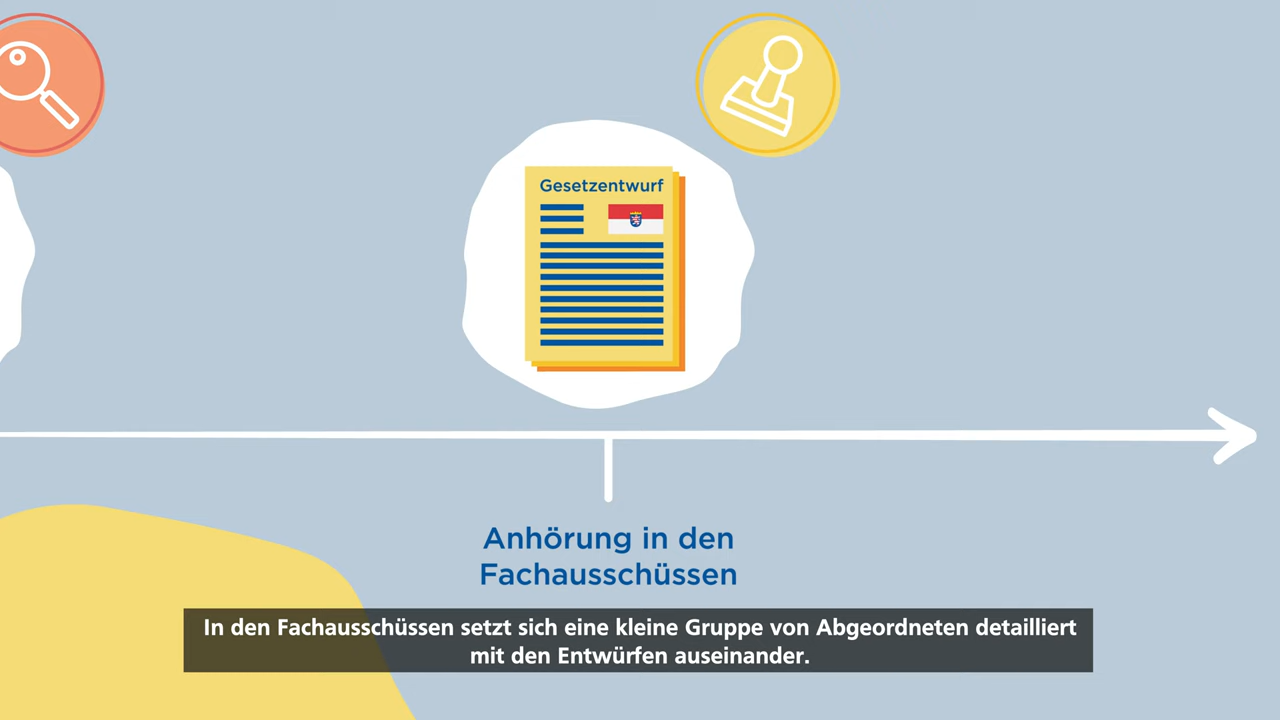 Gesetzentwurf
Anhörung in den
Fachausschüssen
In den Fachausschüssen setzt sich eine kleine Gruppe von Abgeordneten detailliert
mit den Entwürfen auseinander.